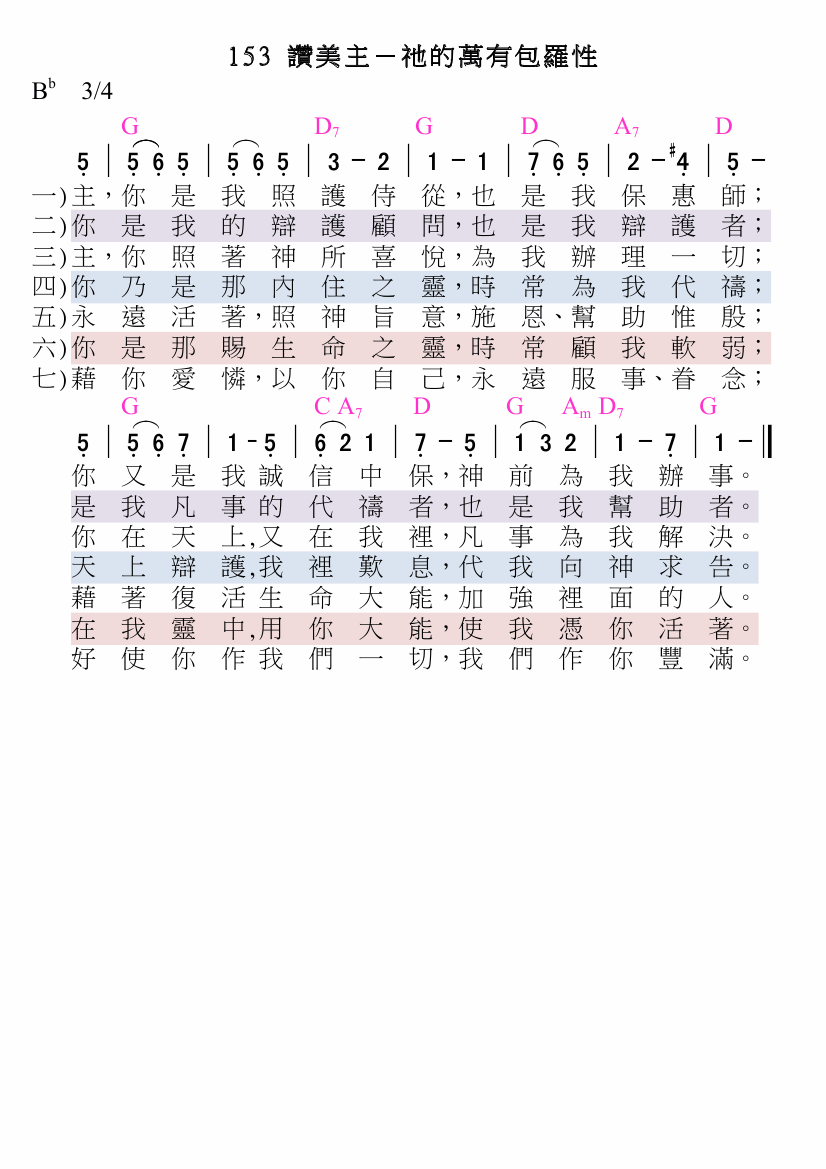 153 讚美主－祂的萬有包羅性
Bb 3/4
G D7 G D A7 D
5 | 5 6 5 | 5 6 5 | 3 - 2 | 1 - 1 | 7 6 5 | 2 - #4 | 5 -
一)主，你是我照護侍從，也是我保惠師；
二)你是我的辯護顧問，也是我辯護者；
三)主，你照著神所喜悅，為我辦理一切；
四)你乃是那內住之靈，時常為我代禱；
五)永遠活著，照神旨意，施恩、幫助惟殷；
六)你是那賜生命之靈，時常顧我軟弱；
七)藉你愛憐，以你自己，永遠服事、眷念；
G C A7 D G Am D7 G
5 | 5 6 7 | 1 - 5 | 6 2 1 | 7 - 5 | 1 3 2 | 1 - 7 | 1 - ‖
你又是我誠信中保，神前為我辦事。
是我凡事的代禱者，也是我幫助者。
你在天上,又在我裡，凡事為我解決。
天上辯護,我裡歎息，代我向神求告。
藉著復活生命大能，加強裡面的人。
在我靈中,用你大能，使我憑你活著。
好使你作我們一切，我們作你豐滿。